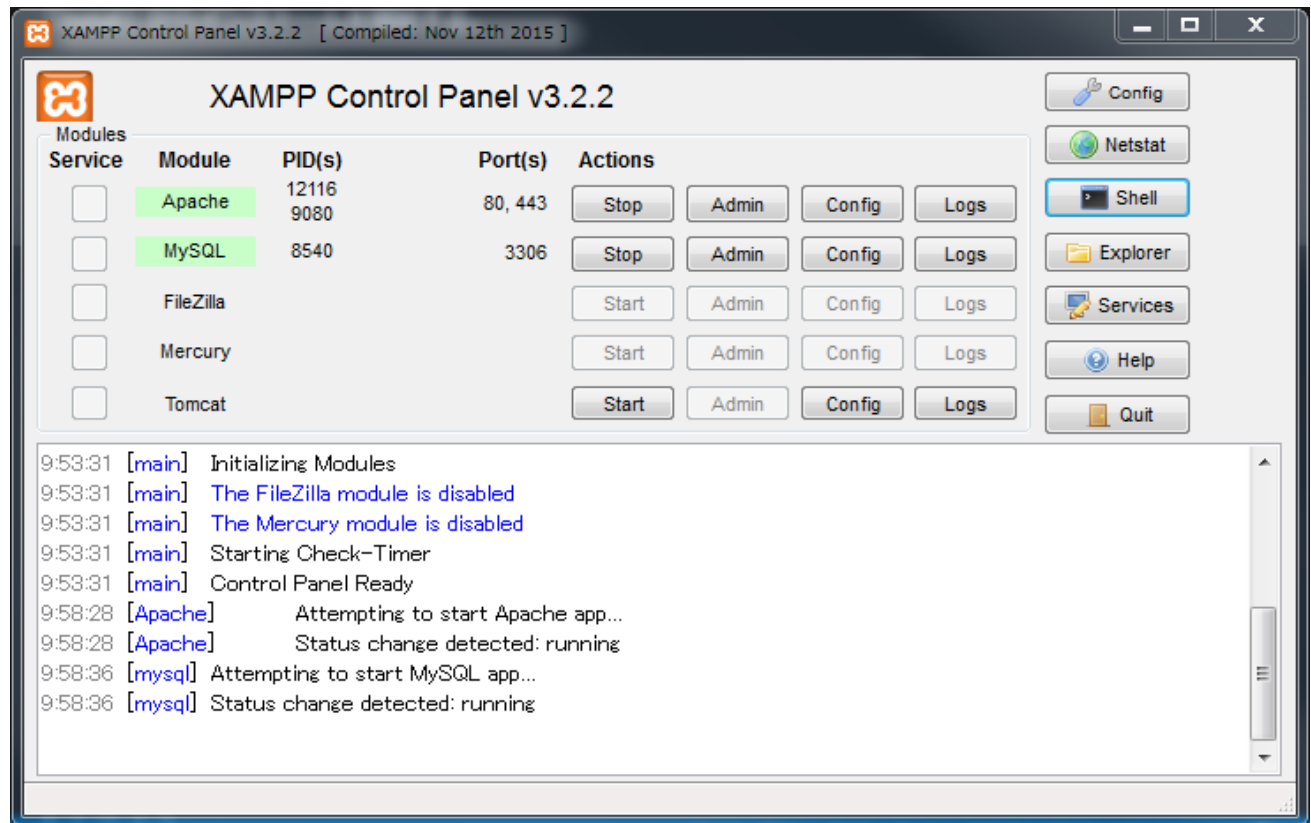 XAMPP Control Panel v3.2.2 [ Compiled: Nov 12th 2015 ]
XAMPP Control Panel v3.2.2
Config
Modules
Netstat
Service Module PID(s) Port(s) Actions
Apache 12116 9080 80, 443 Stop Admin Config Logs
Shell
MySQL 8540 3306 Stop Admin Config Logs
Explorer
FileZilla Start Admin Config Logs
Services
Mercury Start Admin Config Logs
Help
Tomcat Start Admin Config Logs
Quit
9:53:31 [main] Initializing Modules
9:53:31 [main] The FileZilla module is disabled
9:53:31 [main] The Mercury module is disabled
9:53:31 [main] Starting Check-Timer
9:53:31 [main] Control Panel Ready
9:58:28 [Apache] Attempting to start Apache app...
9:58:28 [Apache] Status change detected: running
9:58:36 [mysql] Attempting to start MySQL app...
9:58:36 [mysql] Status change detected: running